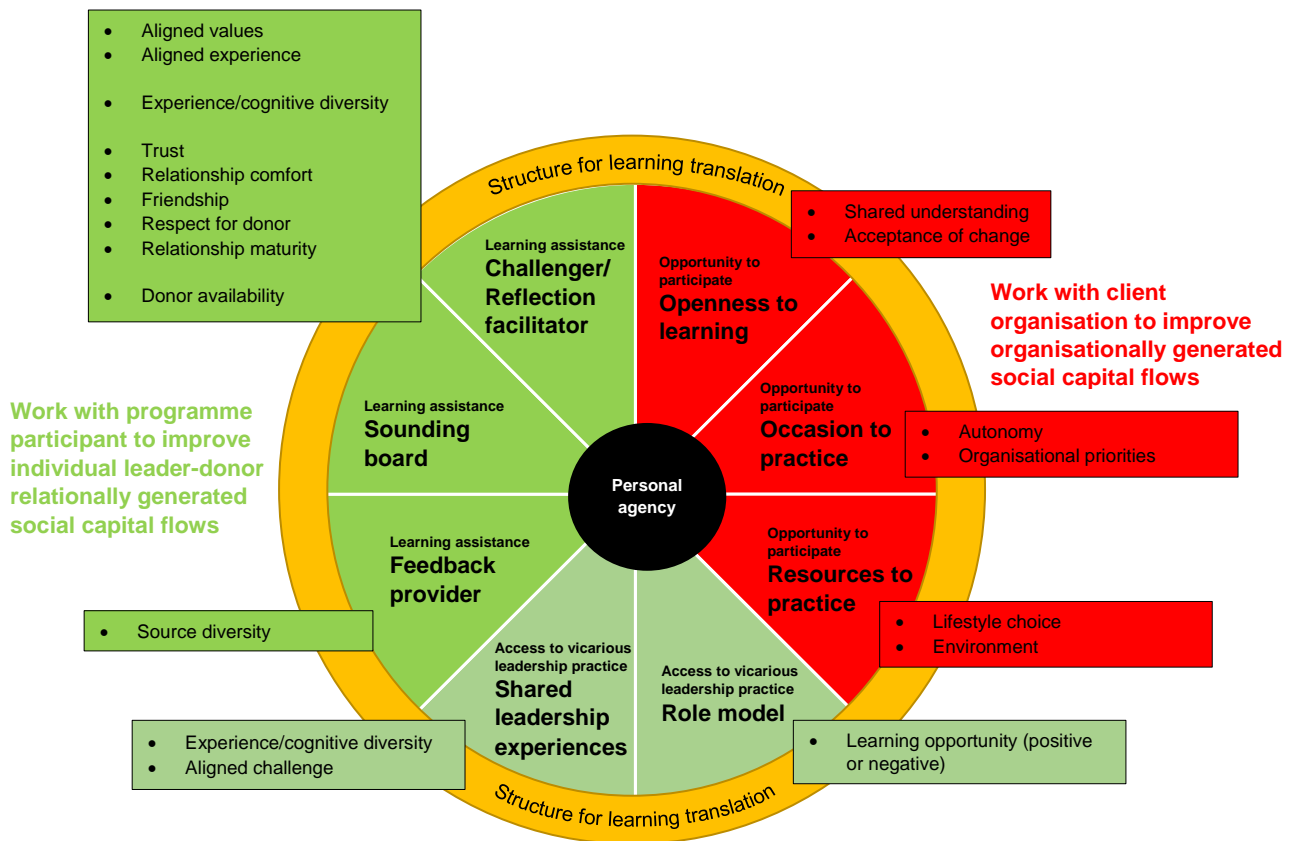 • Aligned values
• Aligned experience
• Experience/cognitive diversity
• Trust
• Relationship comfort
• Friendship
• Respect for donor
• Relationship maturity
• Donor availability
Structure for learning translation
• Shared understanding
• Acceptance of change
Learning assistance
Challenger/
Reflection
facilitator
Opportunity to
participate
Openness to
learning
Work with client
organisation to improve
organisationally generated
social capital flows
Work with programme
participant to improve
individual leader-donor
relationally generated
social capital flows
Learning assistance
Sounding
board
Opportunity to
participate
Occasion to
practice
• Autonomy
• Organisational priorities
Personal
agency
Learning assistance
Feedback
provider
Opportunity to
participate
Resources to
practice
• Source diversity
• Lifestyle choice
• Environment
Access to vicarious
leadership practice
Shared
leadership
experiences
Access to vicarious
leadership practice
Role model
• Experience/cognitive diversity
• Aligned challenge
• Learning opportunity (positive
or negative)
Structure for learning translation